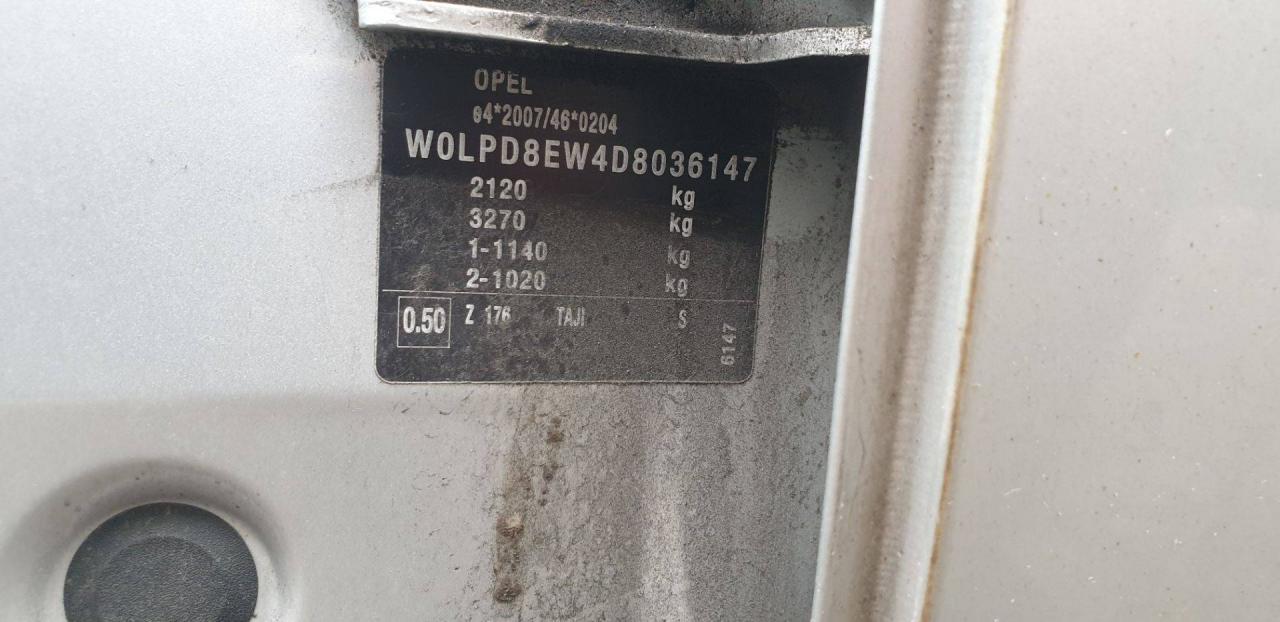 OPEL
e4*2007/46*0204
W0LPD8EW4D8036147
2120 kg
3270 kg
1-1140 kg
2-1020 kg
0.50 Z 176 TAJI S
6147